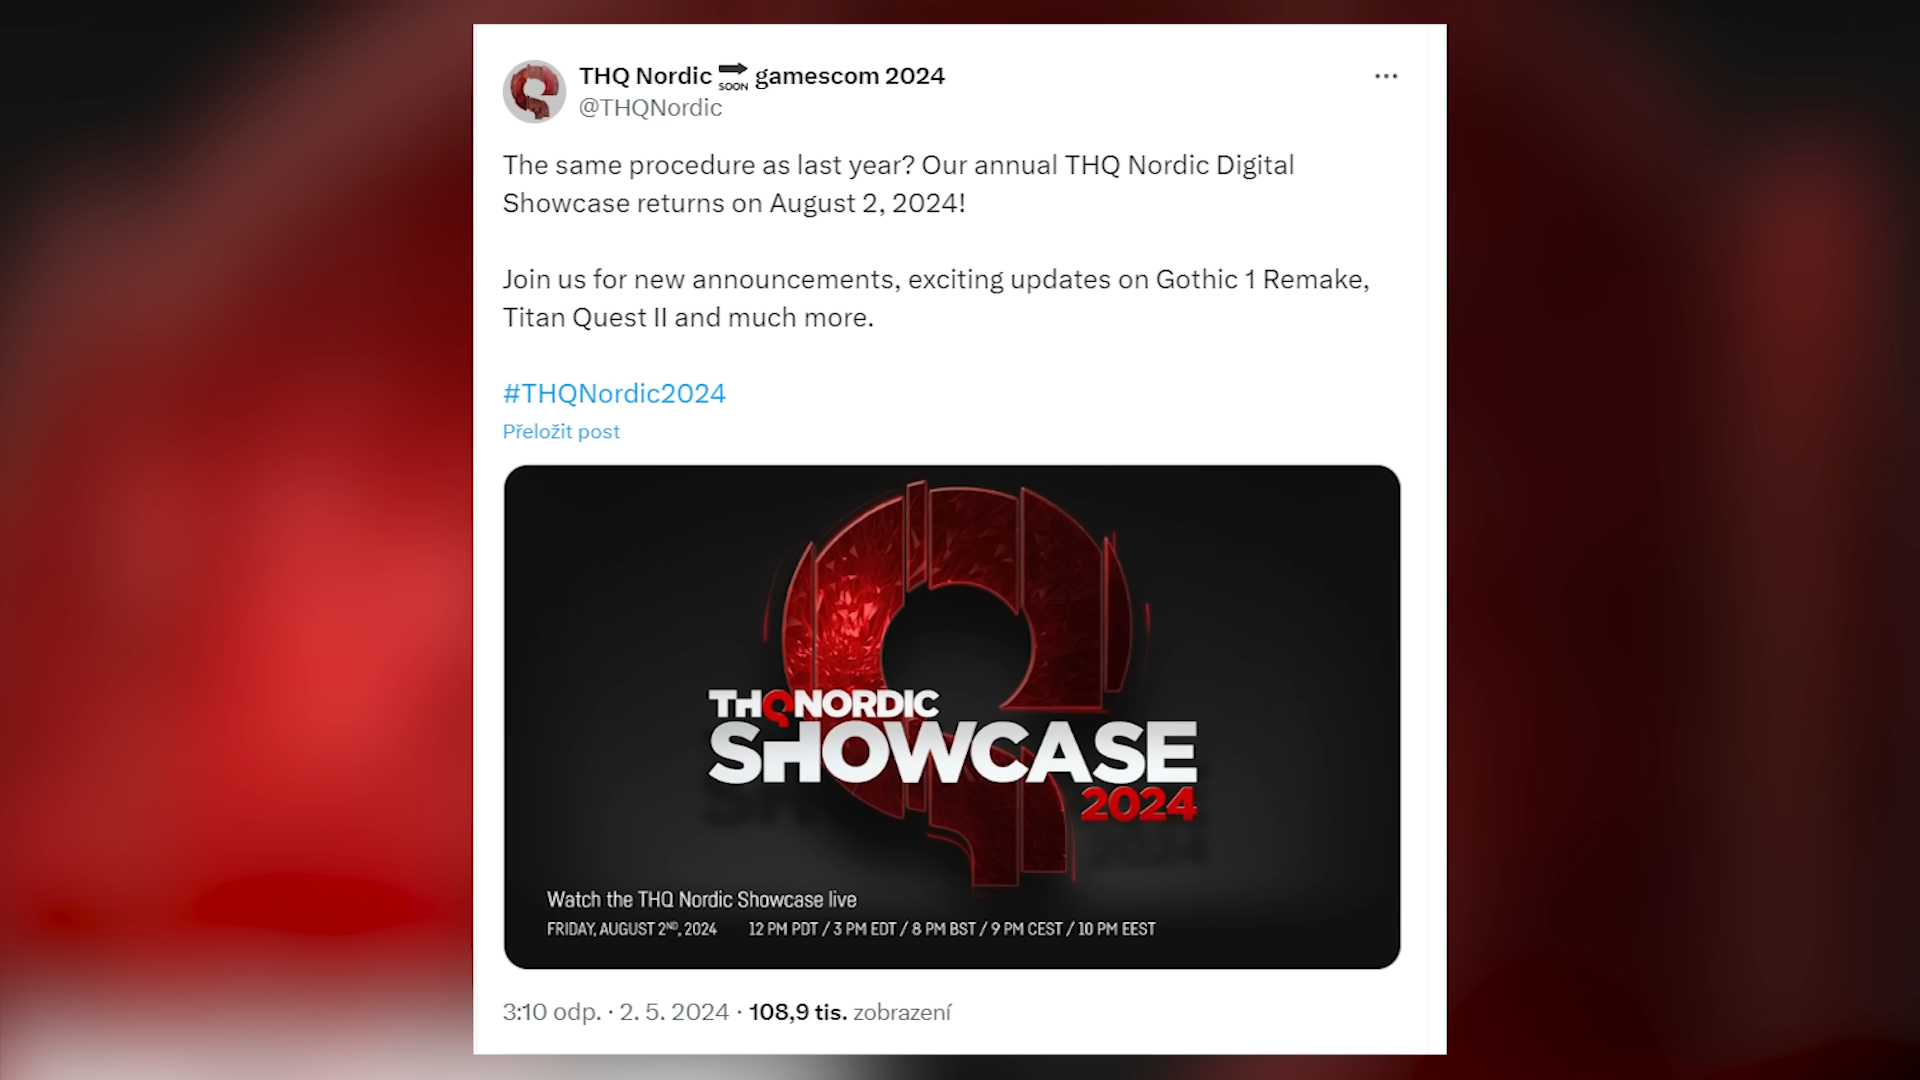 THQ Nordic SOON gamescom 2024
@THQNordic
The same procedure as last year? Our annual THQ Nordic Digital
Showcase returns on August 2, 2024!
Join us for new announcements, exciting updates on Gothic 1 Remake,
Titan Quest II and much more.
#THQNordic2024
Přeložit post
THQ NORDIC
SHOWCASE
2024
Watch the THQ Nordic Showcase live
FRIDAY, AUGUST 2ND, 2024 12 PM PDT / 3 PM EDT / 8 PM BST / 9 PM CEST / 10 PM EEST
3:10 odp. · 2. 5. 2024 · 108,9 tis. zobrazení